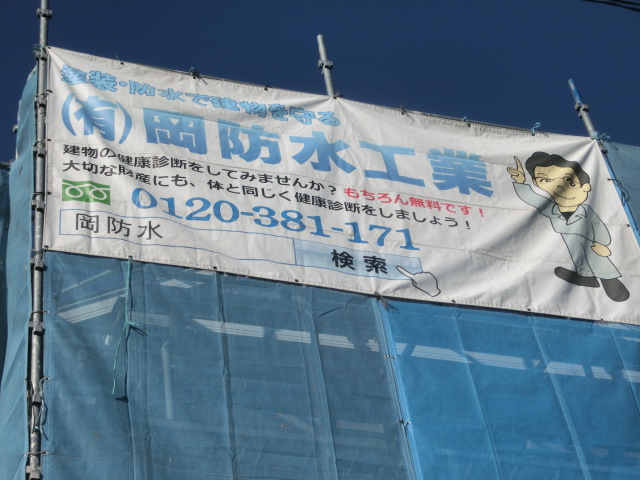 塗装・防水で建物を守る
(有)岡防水工業
建物の健康診断をしてみませんか？もちろん無料です！
大切な財産にも、体と同じく健康診断をしましょう！
0120-381-171
岡防水
検索